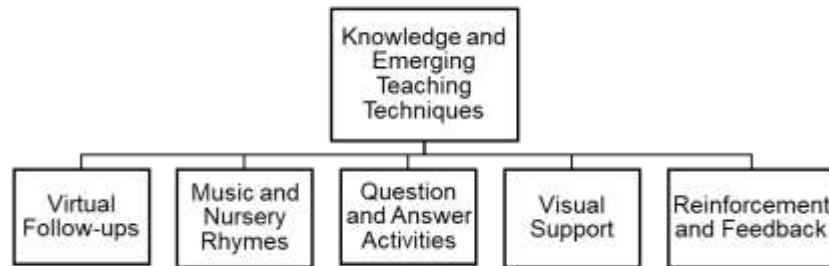 Knowledge and
Emerging
Teaching
Techniques
Virtual
Follow-ups
Music and
Nursery
Rhymes
Question
and Answer
Activities
Visual
Support
Reinforcement
and Feedback